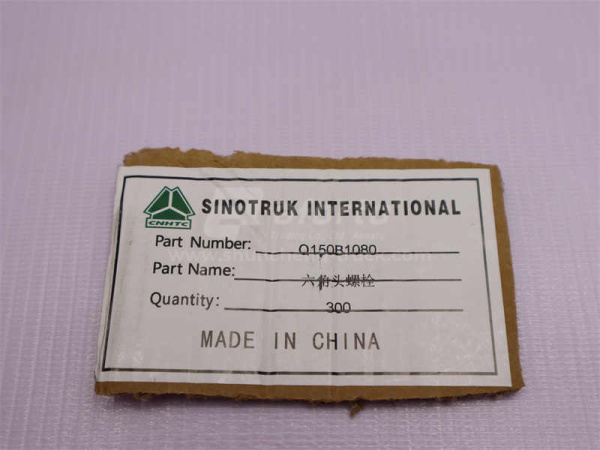 SINOTRUK INTERNATIONAL
CNHTC
Part Number: Q150B1080
Part Name: 六角头螺栓
Quantity: 300
MADE IN CHINA